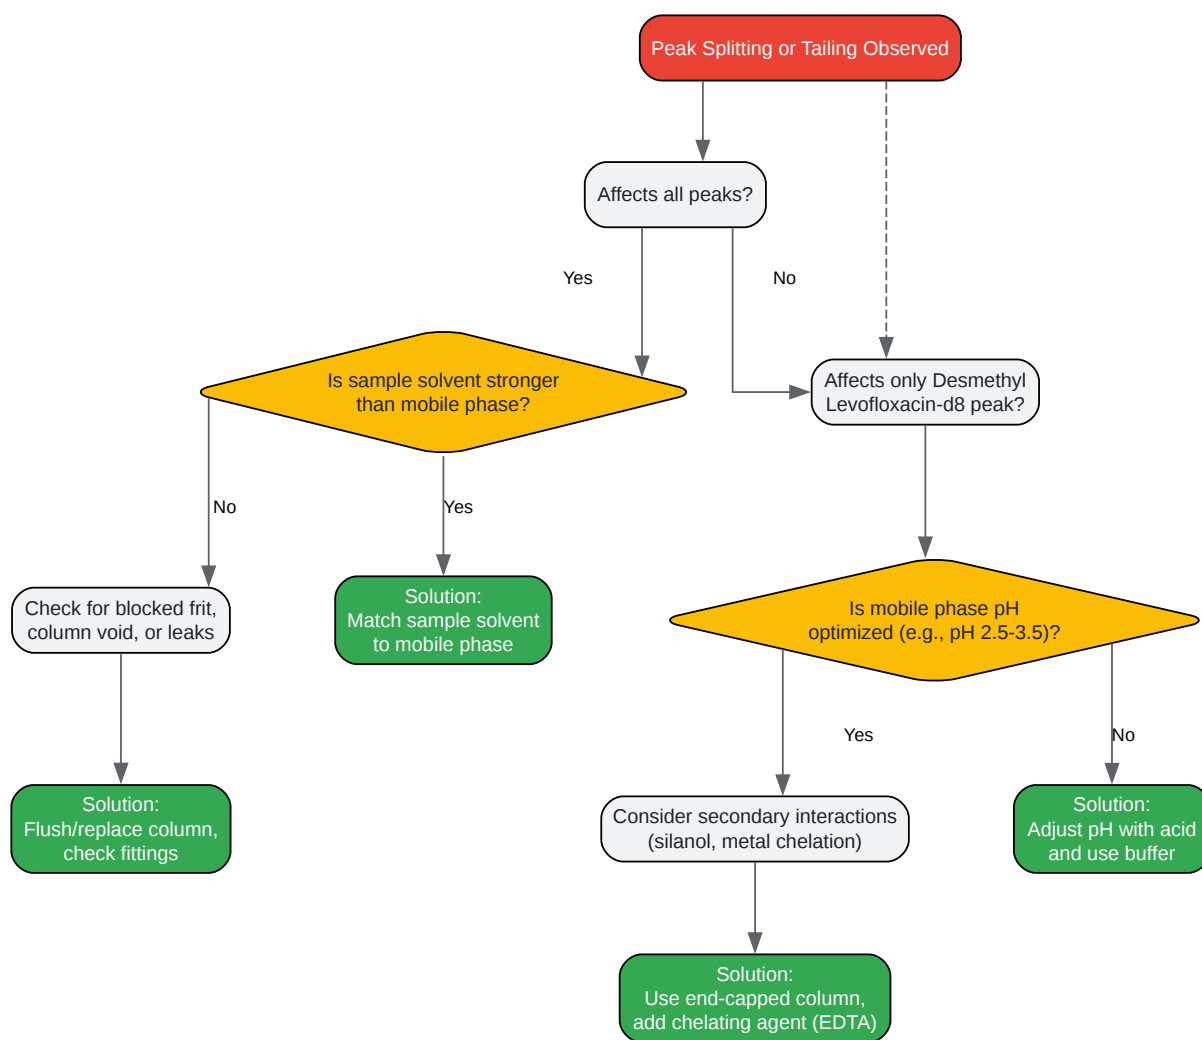 Peak Splitting or Tailing Observed
Affects all peaks?
Yes
No
Is sample solvent stronger
than mobile phase?
Affects only Desmethyl
Levofloxacin-d8 peak?
No
Yes
Check for blocked frit,
column void, or leaks
Solution:
Match sample solvent
to mobile phase
Is mobile phase pH
optimized (e.g., pH 2.5-3.5)?
Yes
No
Solution:
Flush/replace column,
check fittings
Consider secondary interactions
(silanol, metal chelation)
Solution:
Adjust pH with acid
and use buffer
Solution:
Use end-capped column,
add chelating agent (EDTA)